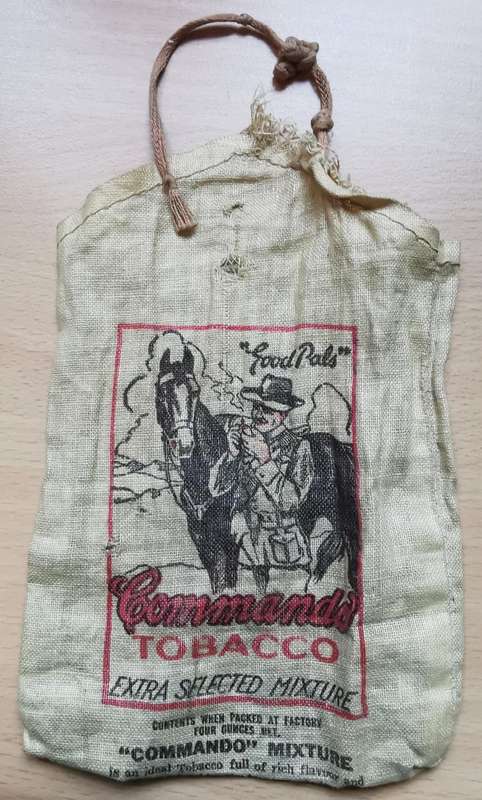 "Good Pals"
"Commando"
TOBACCO
EXTRA SELECTED MIXTURE
CONTENTS WHEN PACKED AT FACTORY
FOUR OUNCES NET.
"COMMANDO" MIXTURE
is an ideal Tobacco full of rich flavour and